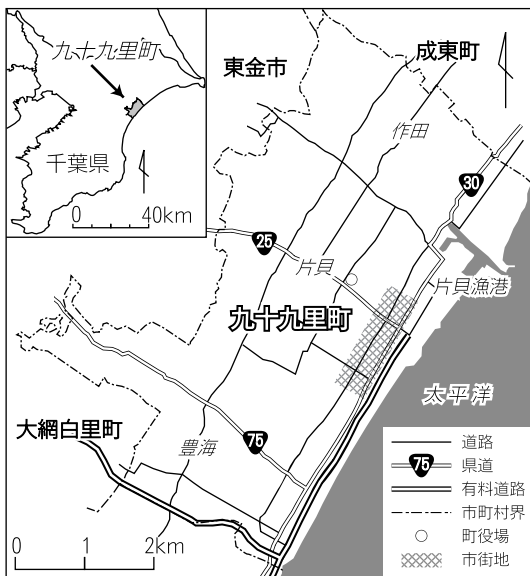 九十九里町
千葉県
0 40km
東金市
成東町
作田
30
25
片貝
片貝漁港
九十九里町
太平洋
大網白里町
豊海
75
0 1 2km
道路
75 県道
有料道路
市町村界
町役場
市街地